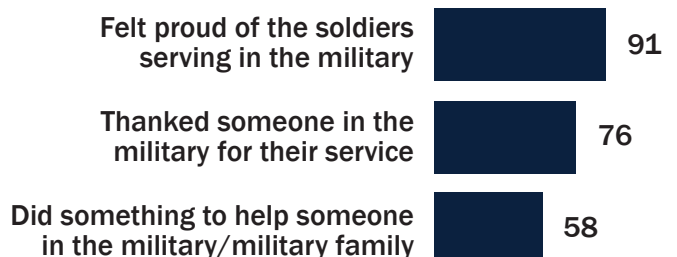 Felt proud of the soldiers
serving in the military
91
Thanked someone in the
military for their service
76
Did something to help someone
in the military/military family
58